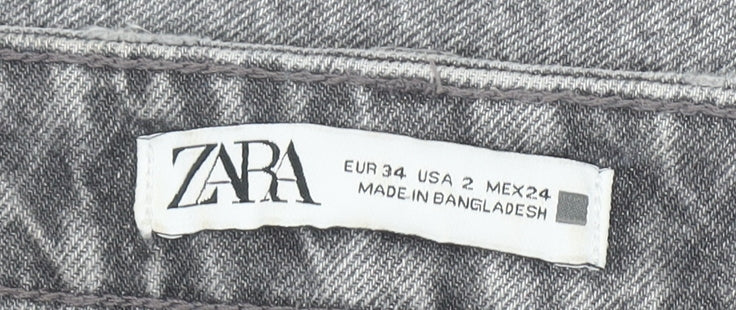 ZARA
EUR 34 USA 2 MEX 24
MADE IN BANGLADESH